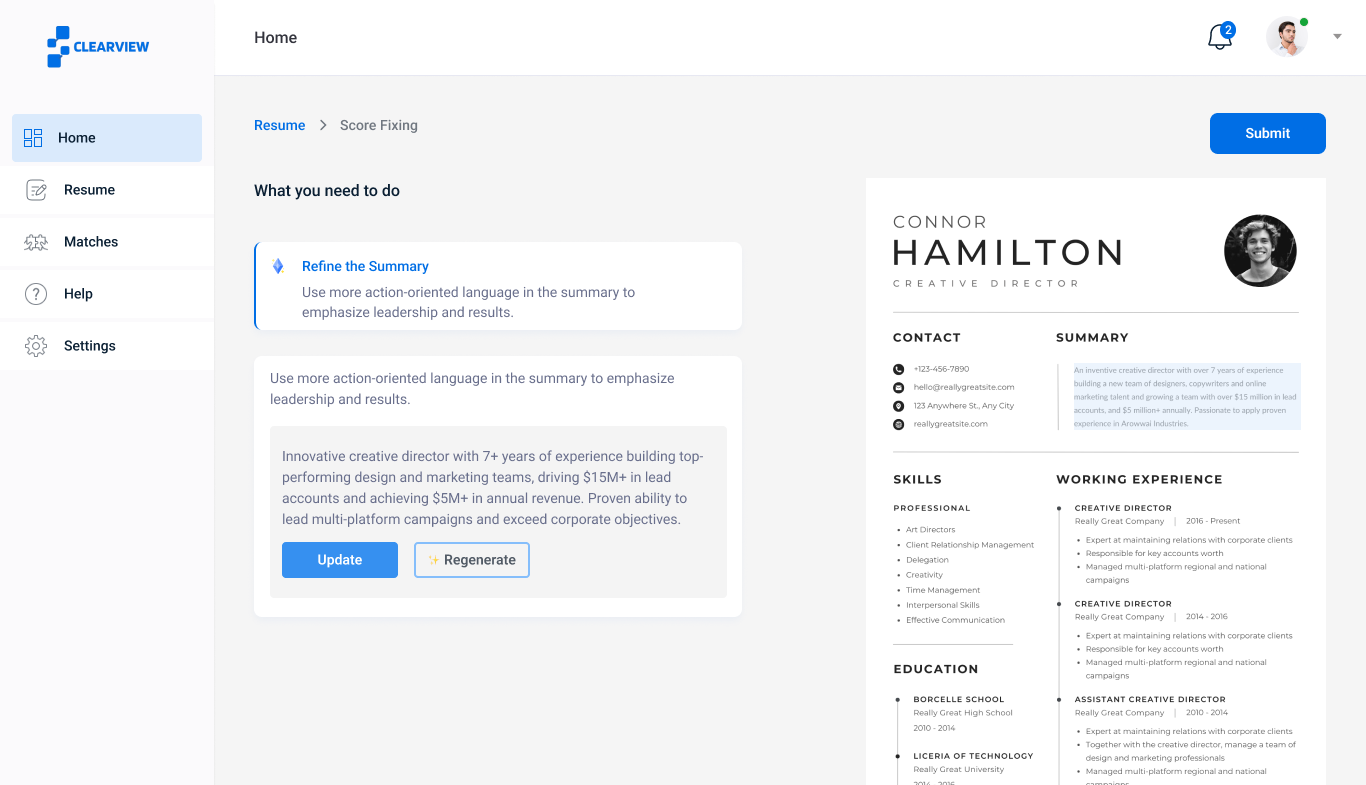 CLEARVIEW
Home
2
Home
Resume
Matches
Help
Settings
Resume > Score Fixing
Submit
What you need to do
Refine the Summary
Use more action-oriented language in the summary to
emphasize leadership and results.
Use more action-oriented language in the summary to emphasize
leadership and results.
Innovative creative director with 7+ years of experience building top-
performing design and marketing teams, driving $15M+ in lead
accounts and achieving $5M+ in annual revenue. Proven ability to
lead multi-platform campaigns and exceed corporate objectives.
Update
Regenerate
CONNOR
HAMILTON
CREATIVE DIRECTOR
CONTACT
+123-456-7890
hello@reallygreatsite.com
123 Anywhere St., Any City
reallygreatsite.com
SUMMARY
An inventive creative director with over 7 years of experience
building a new team of designers, copywriters and online
marketing talent and growing a team with over $15 million in lead
accounts, and $5 million+ annually. Passionate to apply proven
experience in Arowwai Industries.
SKILLS
PROFESSIONAL
• Art Directors
• Client Relationship Management
• Delegation
• Creativity
• Time Management
• Interpersonal Skills
• Effective Communication
EDUCATION
BORCELLE SCHOOL
Really Great High School
2010 - 2014
LICERIA OF TECHNOLOGY
Really Great University
2014 - 2016
WORKING EXPERIENCE
CREATIVE DIRECTOR
Really Great Company | 2016 - Present
• Expert at maintaining relations with corporate clients
• Responsible for key accounts worth
• Managed multi-platform regional and national
campaigns
CREATIVE DIRECTOR
Really Great Company | 2014 - 2016
• Expert at maintaining relations with corporate clients
• Responsible for key accounts worth
• Managed multi-platform regional and national
campaigns
ASSISTANT CREATIVE DIRECTOR
Really Great Company | 2010 - 2014
• Expert at maintaining relations with corporate clients
• Together with the creative director, manage a team of
design and marketing professionals
• Managed multi-platform regional and national
campaigns